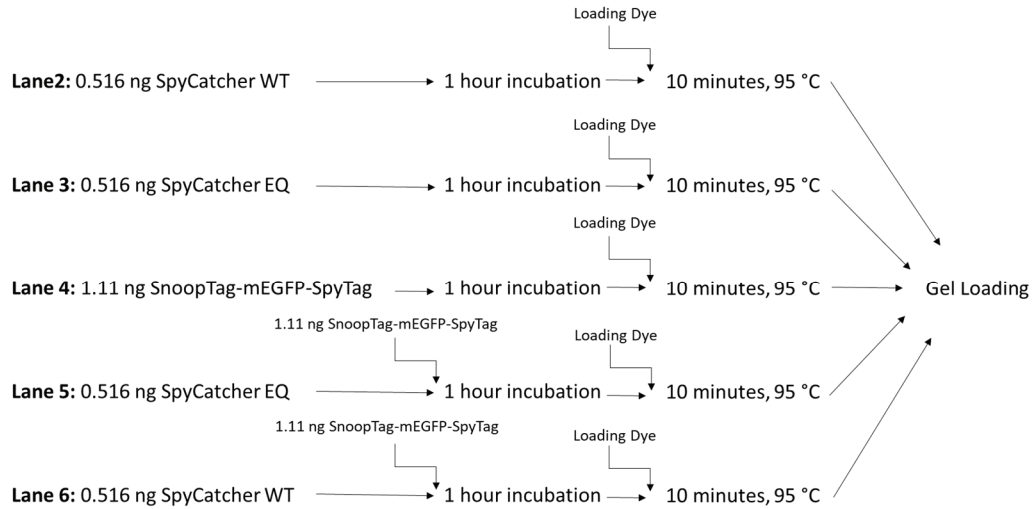 Loading Dye
Lane2: 0.516 ng SpyCatcher WT 1 hour incubation 10 minutes, 95 °C
Loading Dye
Lane 3: 0.516 ng SpyCatcher EQ 1 hour incubation 10 minutes, 95 °C
Loading Dye
Lane 4: 1.11 ng SnoopTag-mEGFP-SpyTag 1 hour incubation 10 minutes, 95 °C Gel Loading
1.11 ng SnoopTag-mEGFP-SpyTag Loading Dye
Lane 5: 0.516 ng SpyCatcher EQ 1 hour incubation 10 minutes, 95 °C
1.11 ng SnoopTag-mEGFP-SpyTag Loading Dye
Lane 6: 0.516 ng SpyCatcher WT 1 hour incubation 10 minutes, 95 °C